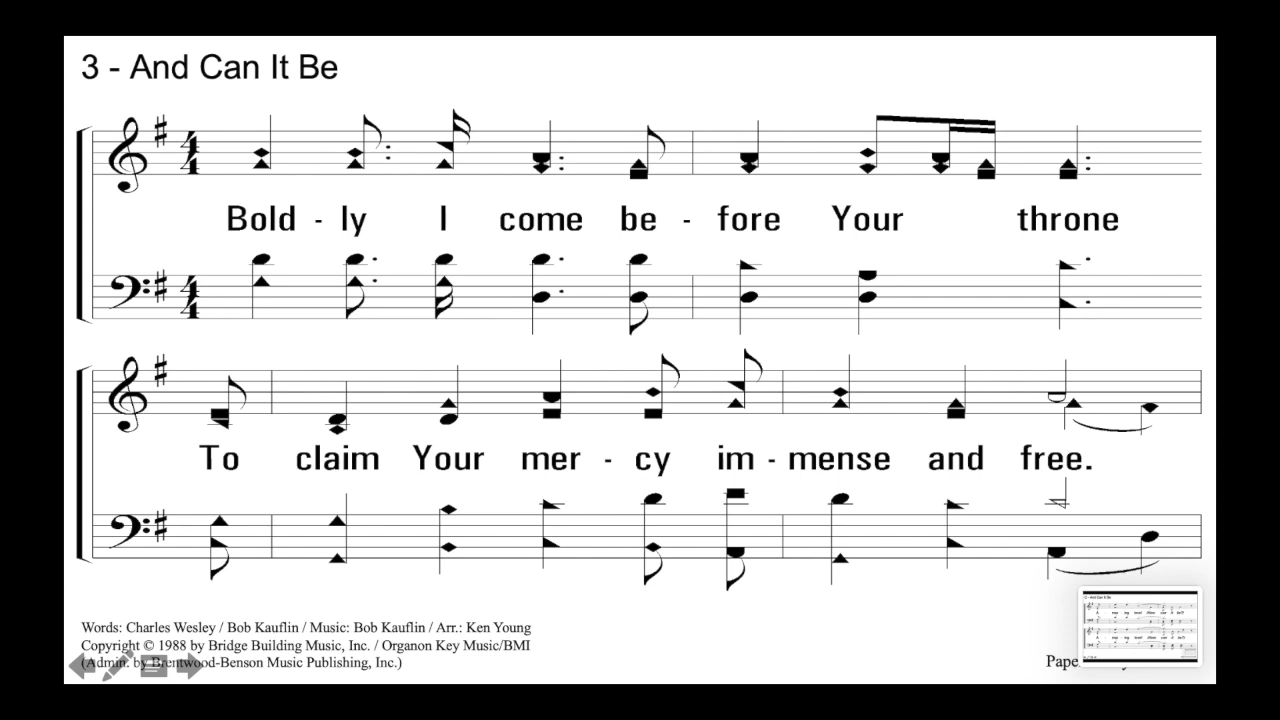 3 - And Can It Be
Bold - ly I come be - fore Your throne
To claim Your mer - cy im - mense and free.
Words: Charles Wesley / Bob Kauflin / Music: Bob Kauflin / Arr.: Ken Young
Copyright © 1988 by Bridge Building Music, Inc. / Organon Key Music/BMI
(Admin. by Brentwood-Benson Music Publishing, Inc.)